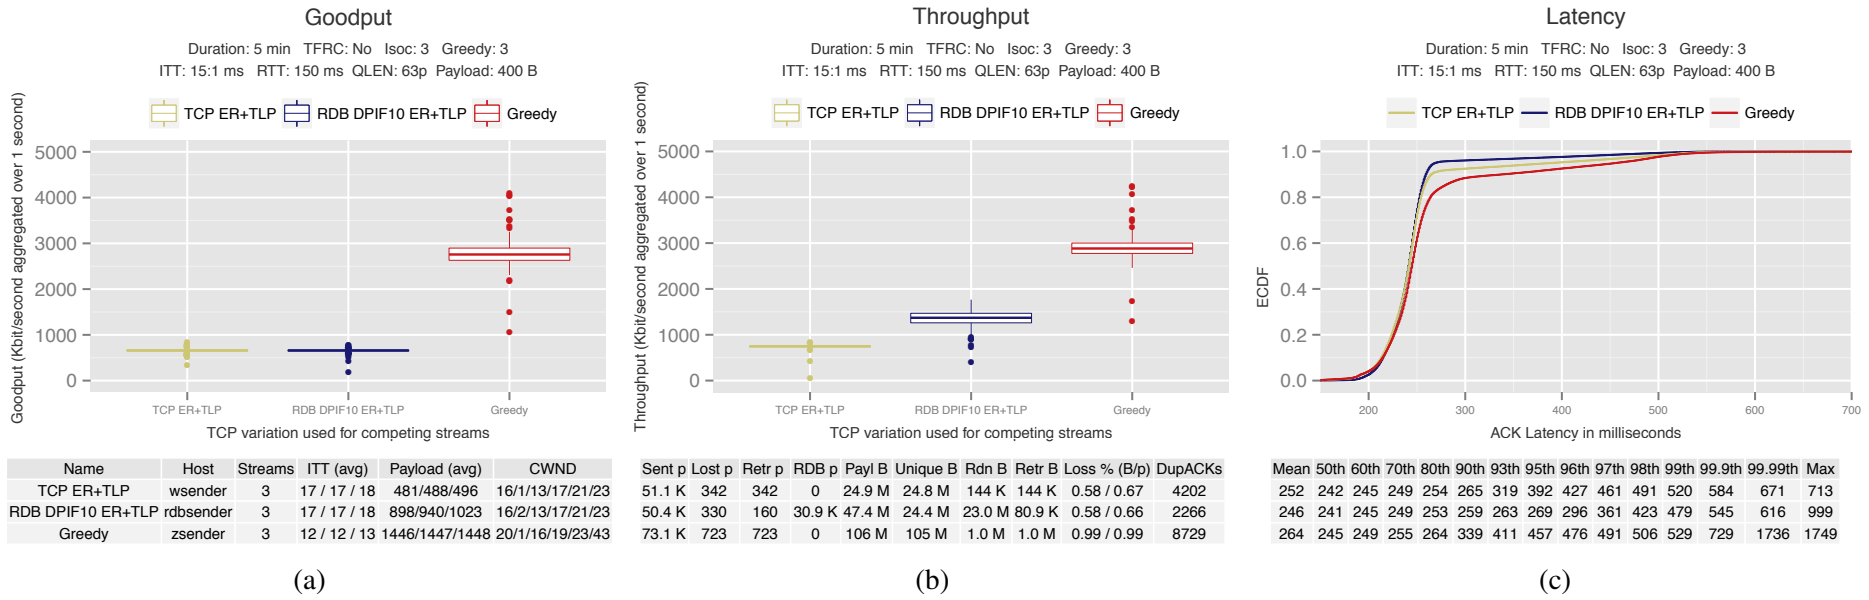 Goodput
Duration: 5 min TFRC: No Isoc: 3 Greedy: 3
ITT: 15:1 ms RTT: 150 ms QLEN: 63p Payload: 400 B
TCP ER+TLP RDB DPIF10 ER+TLP Greedy
Goodput (Kbit/second aggregated over 1 second)
5000
4000
3000
2000
1000
0
TCP ER+TLP RDB DPIF10 ER+TLP Greedy
TCP variation used for competing streams
Name Host Streams ITT (avg) Payload (avg) CWND
TCP ER+TLP wsender 3 17 / 17 / 18 481/488/496 16/1/13/17/21/23
RDB DPIF10 ER+TLP rdbsender 3 17 / 17 / 18 898/940/1023 16/2/13/17/21/23
Greedy zsender 3 12 / 12 / 13 1446/1447/1448 20/1/16/19/23/43
(a)
Throughput
Duration: 5 min TFRC: No Isoc: 3 Greedy: 3
ITT: 15:1 ms RTT: 150 ms QLEN: 63p Payload: 400 B
TCP ER+TLP RDB DPIF10 ER+TLP Greedy
Throughput (Kbit/second aggregated over 1 second)
5000
4000
3000
2000
1000
0
TCP ER+TLP RDB DPIF10 ER+TLP Greedy
TCP variation used for competing streams
Sent p Lost p Retr p RDB p Payl B Unique B Rdn B Retr B Loss % (B/p) DupACKs
51.1 K 342 342 0 24.9 M 24.8 M 144 K 144 K 0.58 / 0.67 4202
50.4 K 330 160 30.9 K 47.4 M 24.4 M 23.0 M 80.9 K 0.58 / 0.66 2266
73.1 K 723 723 0 106 M 105 M 1.0 M 1.0 M 0.99 / 0.99 8729
(b)
Latency
Duration: 5 min TFRC: No Isoc: 3 Greedy: 3
ITT: 15:1 ms RTT: 150 ms QLEN: 63p Payload: 400 B
TCP ER+TLP RDB DPIF10 ER+TLP Greedy
ECDF
1.0
0.8
0.6
0.4
0.2
0.0
200 300 400 500 600 700
ACK Latency in milliseconds
Mean 50th 60th 70th 80th 90th 93th 95th 96th 97th 98th 99th 99.9th 99.99th Max
252 242 245 249 254 265 319 392 427 461 491 520 584 671 713
246 241 245 249 253 259 263 269 296 361 423 479 545 616 999
264 245 249 255 264 339 411 457 476 491 506 529 729 1736 1749
(c)